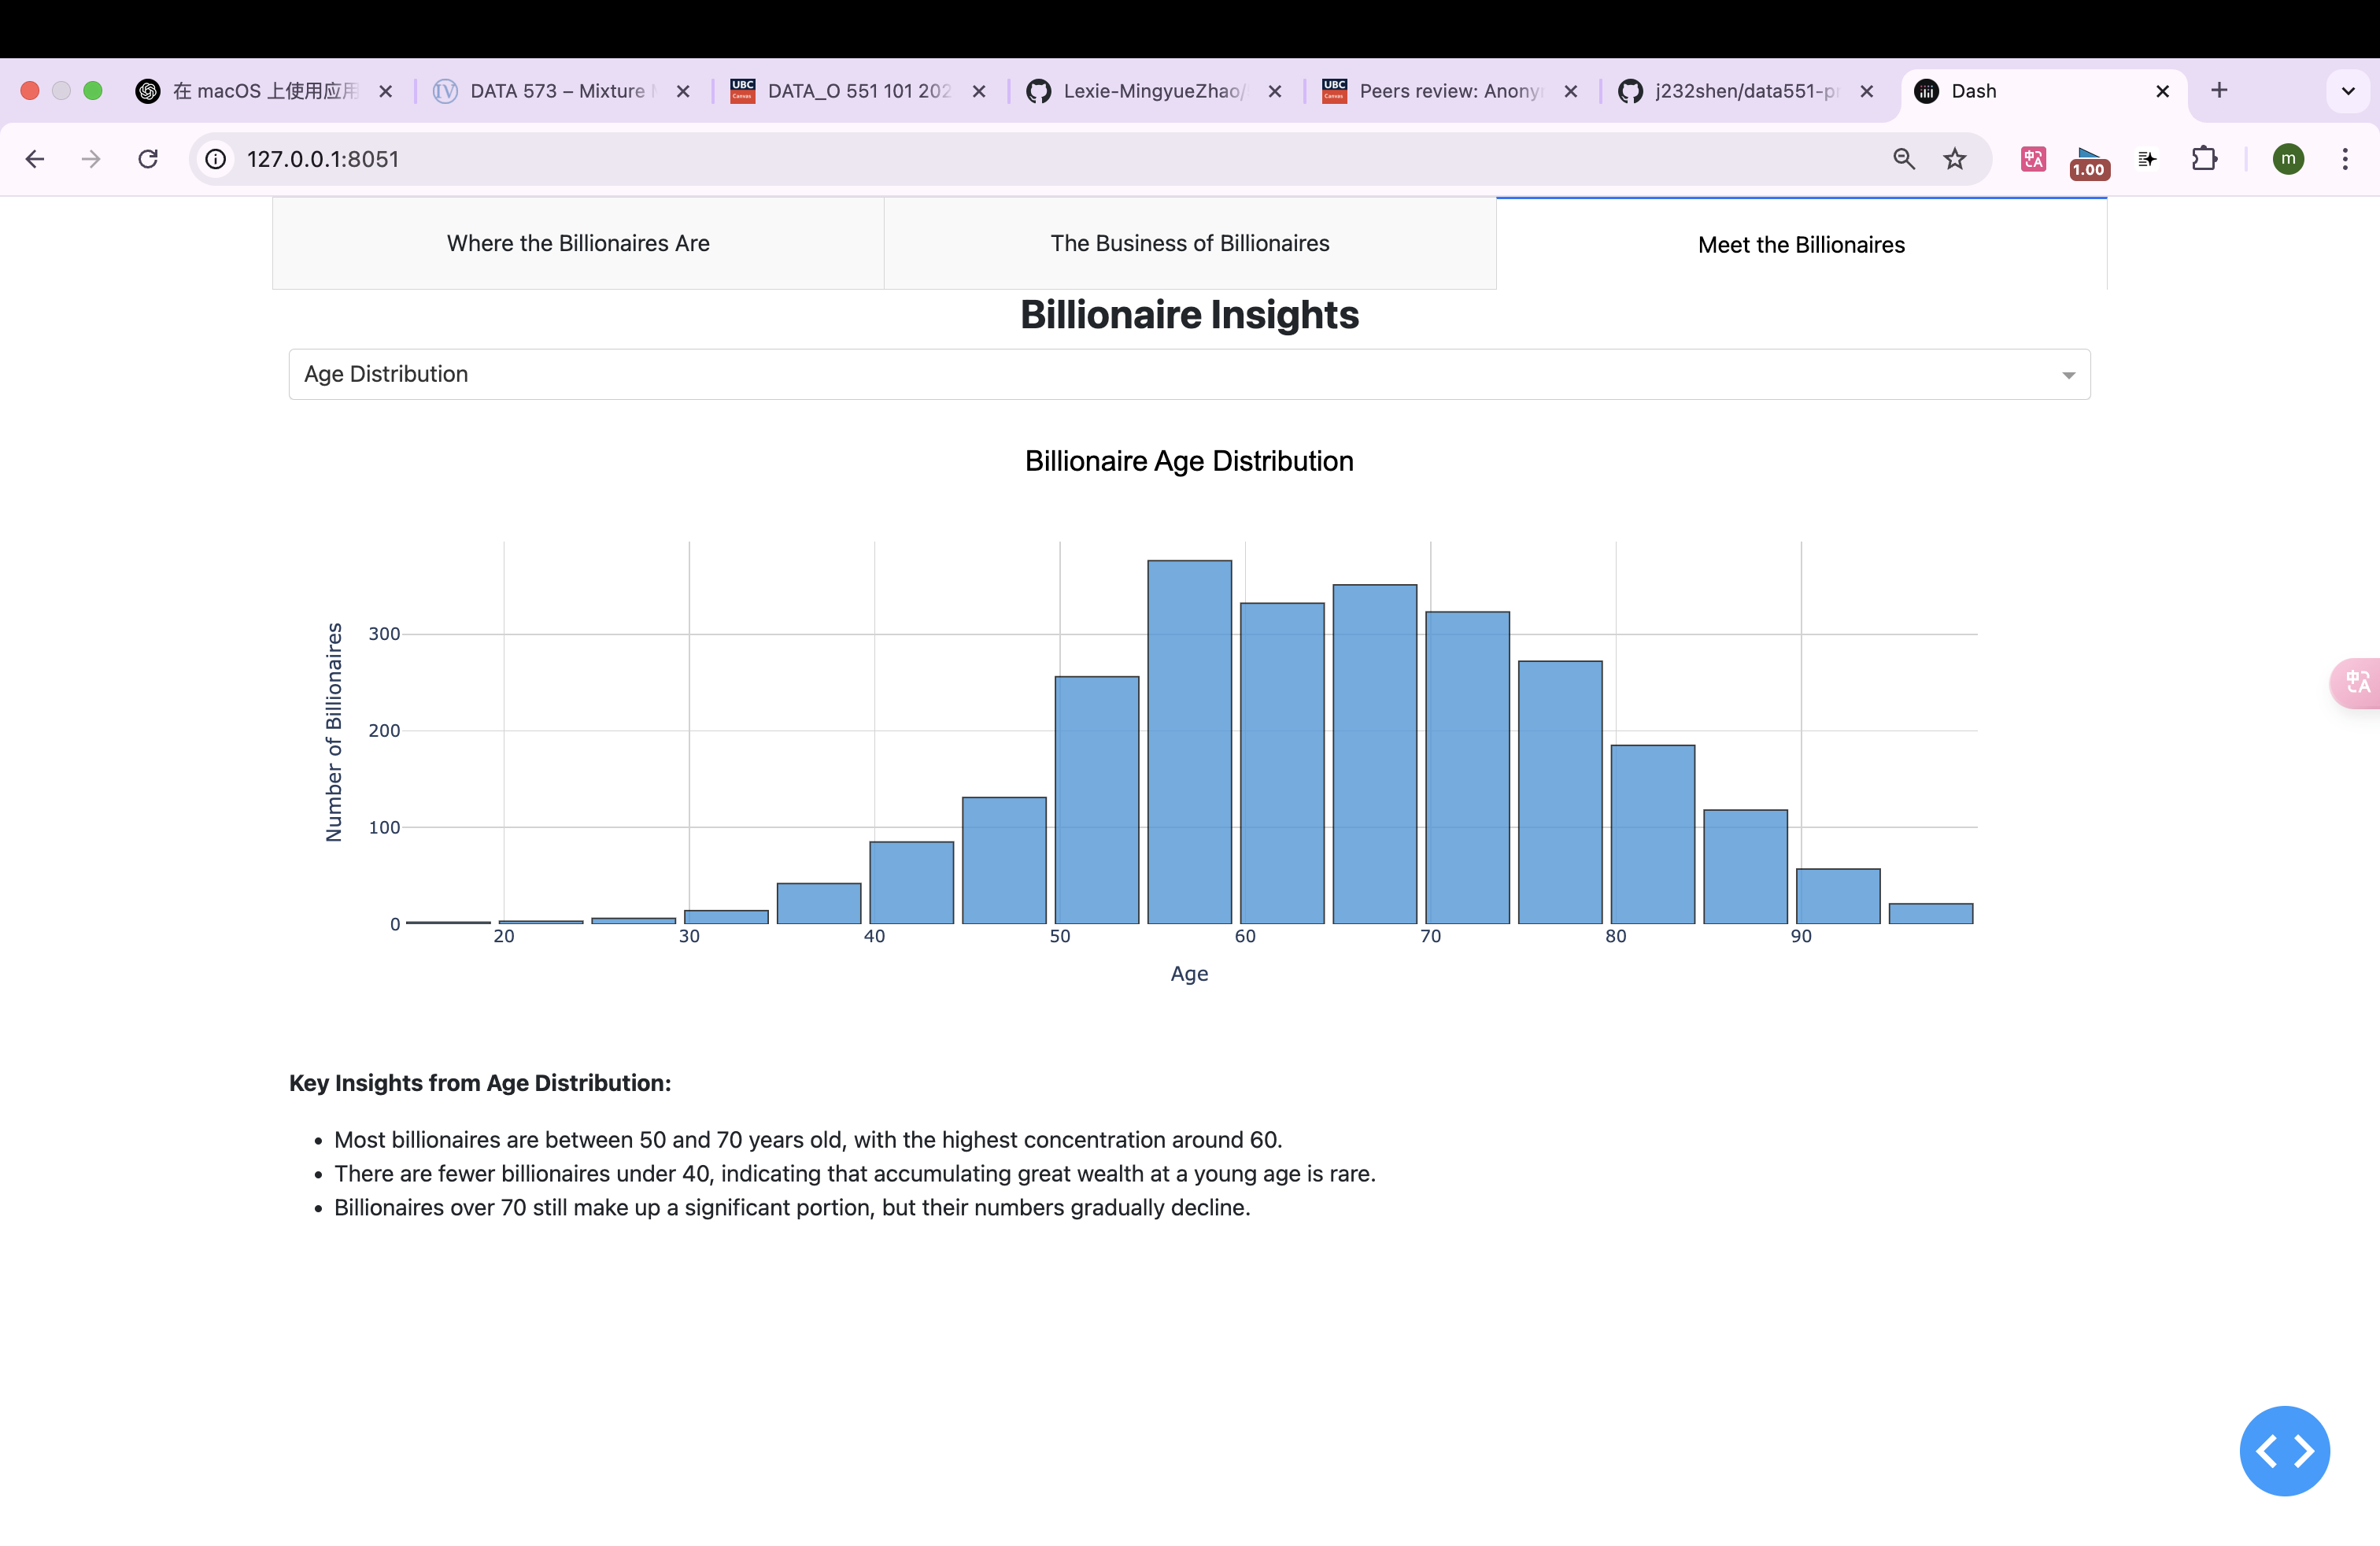 在 macOS 上使用应用
DATA 573 – Mixture
DATA_O 551 101 202
Lexie-MingyueZhao/
Peers review: Anony
j232shen/data551-pr
Dash
127.0.0.1:8051
1.00
m
Where the Billionaires Are
The Business of Billionaires
Meet the Billionaires
Billionaire Insights
Age Distribution
Billionaire Age Distribution
Number of Billionaires
300
200
100
0
20 30 40 50 60 70 80 90
Age
Key Insights from Age Distribution:
• Most billionaires are between 50 and 70 years old, with the highest concentration around 60.
• There are fewer billionaires under 40, indicating that accumulating great wealth at a young age is rare.
• Billionaires over 70 still make up a significant portion, but their numbers gradually decline.